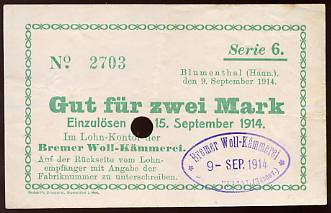 Serie 6.
No 2703
Blumenthal (Hann.),
den 9. September 1914.
Gut für zwei Mark
Einzulösen 15. September 1914.
Im Lohn-Kontor der
Bremer Woll-Kämmerei.
Auf der Rückseite vom Lohn-
empfänger mit Angabe der
Fabriknummer zu unterschreiben.
* Bremer Woll-Kämmerei *
9- SEP. 1914